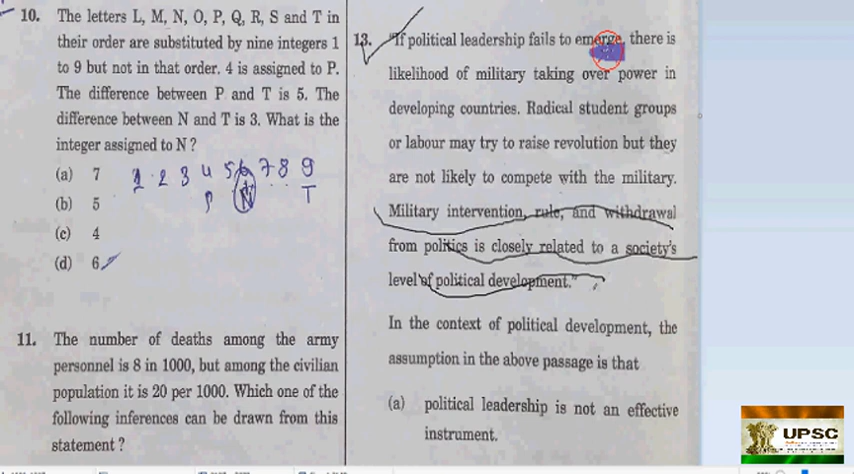 10. The letters L, M, N, O, P, Q, R, S and T in
their order are substituted by nine integers 1
to 9 but not in that order. 4 is assigned to P.
The difference between P and T is 5. The
difference between N and T is 3. What is the
integer assigned to N?
(a) 7
(b) 5
(c) 4
(d) 6
1 2 3 4 5 6 7 8 9
P N T
11. The number of deaths among the army
personnel is 8 in 1000, but among the civilian
population it is 20 per 1000. Which one of the
following inferences can be drawn from this
statement ?
13. "If political leadership fails to emerge, there is
likelihood of military taking over power in
developing countries. Radical student groups
or labour may try to raise revolution but they
are not likely to compete with the military.
Military intervention, rule, and withdrawal
from politics is closely related to a society's
level of political development."
In the context of political development, the
assumption in the above passage is that
(a) political leadership is not an effective
instrument.
UPSC